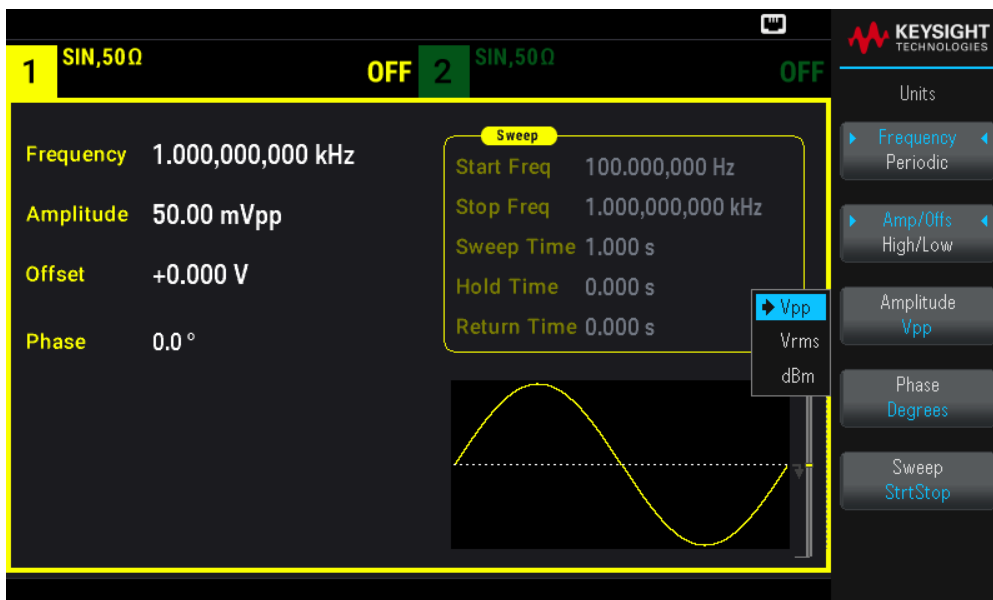 1 SIN,50Ω OFF 2 SIN,50Ω OFF
KEYSIGHT
TECHNOLOGIES
Units
Frequency 1.000,000,000 kHz
Amplitude 50.00 mVpp
Offset +0.000 V
Phase 0.0 °
Sweep
Start Freq 100.000,000 Hz
Stop Freq 1.000,000,000 kHz
Sweep Time 1.000 s
Hold Time 0.000 s
Return Time 0.000 s
Vpp
Vrms
dBm
Frequency
Periodic
Amp/Offs
High/Low
Amplitude
Vpp
Phase
Degrees
Sweep
StrtStop